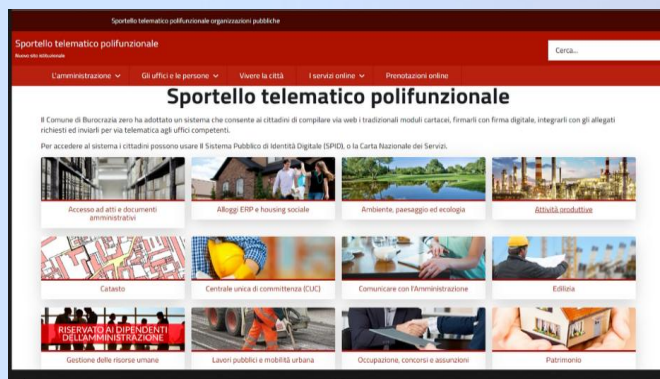 Sportello telematico polifunzionale organizzazioni pubbliche
Sportello telematico polifunzionale
Nuovo sito istituzionale
Cerca...
L'amministrazione Gli uffici e le persone Vivere la città I servizi online Prenotazioni online
Sportello telematico polifunzionale
Il Comune di Burocrazia zero ha adottato un sistema che consente ai cittadini di compilare via web i tradizionali moduli cartacei, firmarli con firma digitale, integrarli con gli allegati
richiesti ed inviarli per via telematica agli uffici competenti.
Per accedere al sistema i cittadini possono usare Il Sistema Pubblico di Identità Digitale (SPID), o la Carta Nazionale dei Servizi.
Accesso ad atti e documenti
amministrativi
Alloggi ERP e housing sociale
Ambiente, paesaggio ed ecologia
Attività produttive
Catasto
Centrale unica di committenza (CUC)
Comunicare con l'Amministrazione
Edilizia
RISERVATO AI DIPENDENTI
DELL'AMMINISTRAZIONE
Gestione delle risorse umane
Lavori pubblici e mobilità urbana
Occupazione, concorsi e assunzioni
Patrimonio